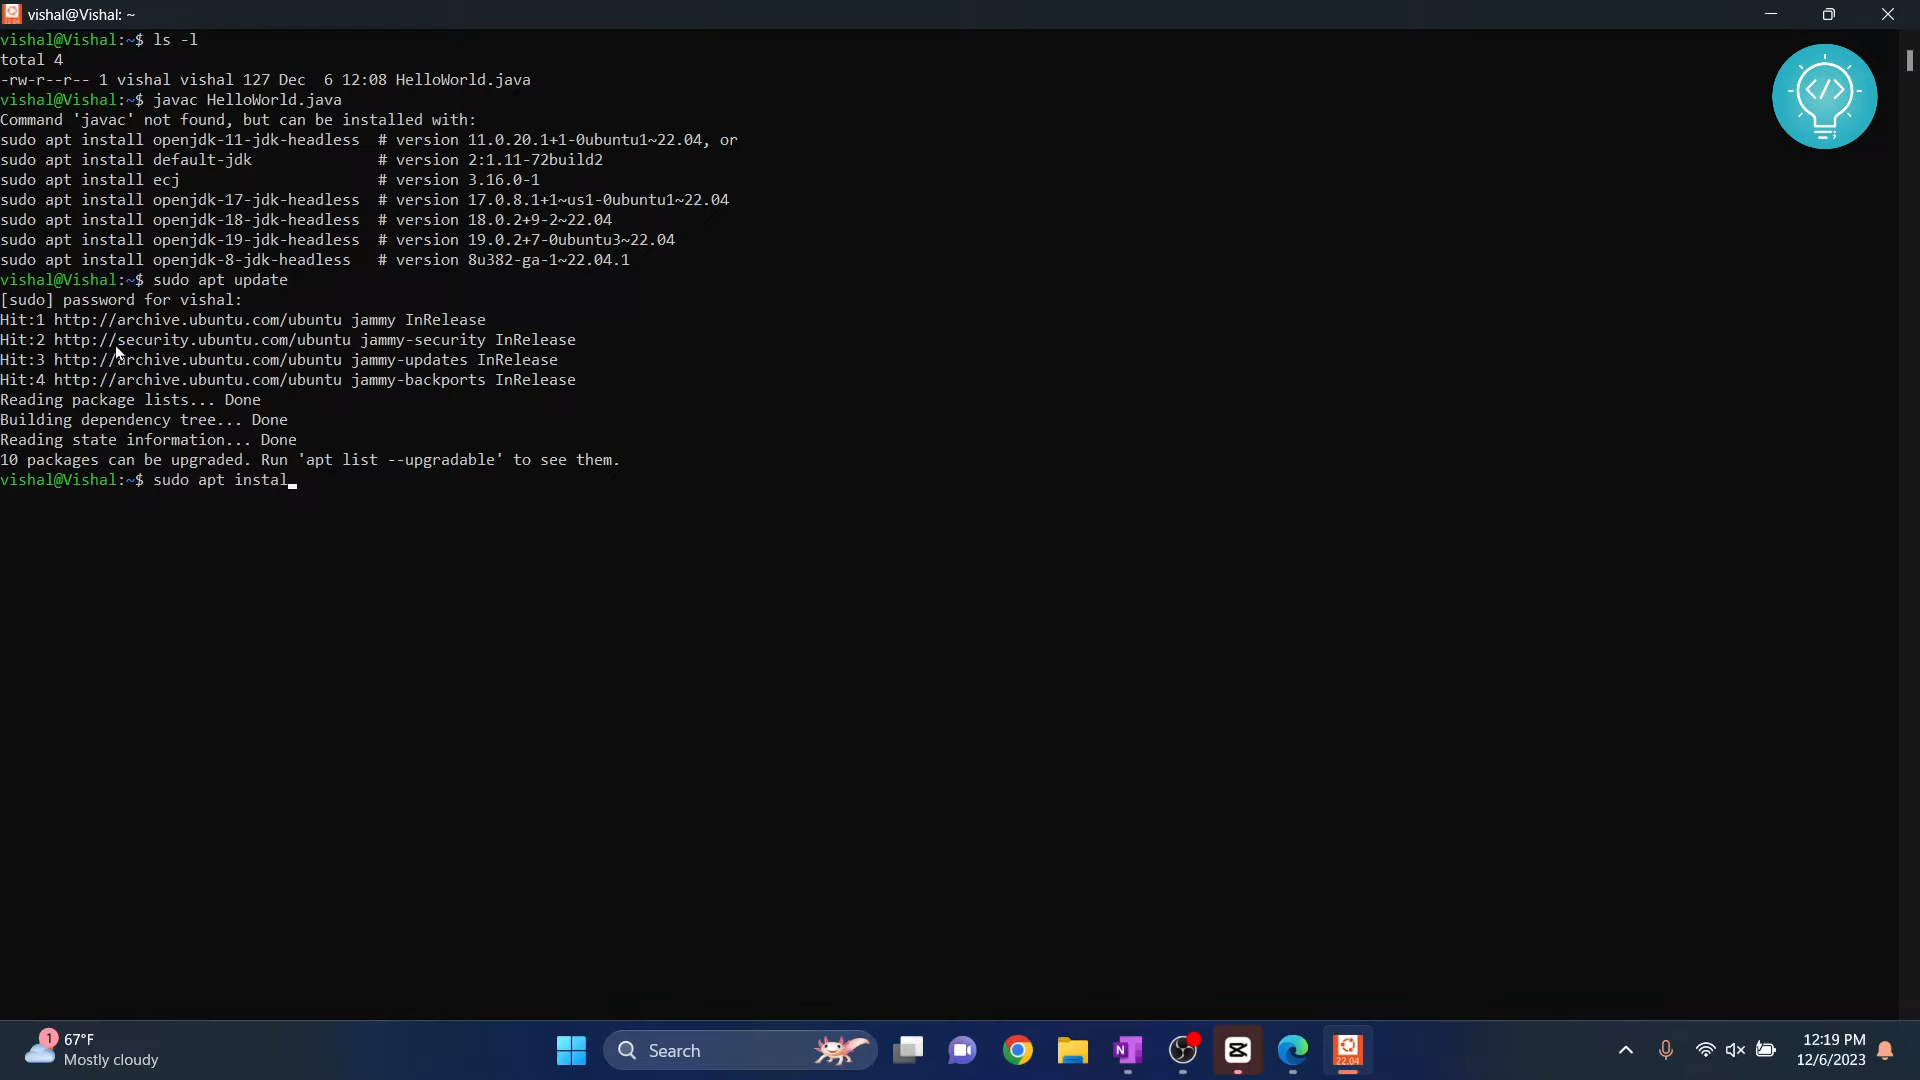 vishal@Vishal: ~
vishal@Vishal:~$ ls -l
total 4
-rw-r--r-- 1 vishal vishal 127 Dec  6 12:08 HelloWorld.java
vishal@Vishal:~$ javac HelloWorld.java
Command 'javac' not found, but can be installed with:
sudo apt install openjdk-11-jdk-headless  # version 11.0.20.1+1-0ubuntu1~22.04, or
sudo apt install default-jdk              # version 2:1.11-72build2
sudo apt install ecj                      # version 3.16.0-1
sudo apt install openjdk-17-jdk-headless  # version 17.0.8.1+1~us1-0ubuntu1~22.04
sudo apt install openjdk-18-jdk-headless  # version 18.0.2+9-2~22.04
sudo apt install openjdk-19-jdk-headless  # version 19.0.2+7-0ubuntu3~22.04
sudo apt install openjdk-8-jdk-headless   # version 8u382-ga-1~22.04.1
vishal@Vishal:~$ sudo apt update
[sudo] password for vishal:
Hit:1 http://archive.ubuntu.com/ubuntu jammy InRelease
Hit:2 http://security.ubuntu.com/ubuntu jammy-security InRelease
Hit:3 http://archive.ubuntu.com/ubuntu jammy-updates InRelease
Hit:4 http://archive.ubuntu.com/ubuntu jammy-backports InRelease
Reading package lists... Done
Building dependency tree... Done
Reading state information... Done
10 packages can be upgraded. Run 'apt list --upgradable' to see them.
vishal@Vishal:~$ sudo apt instal
</>
1
67°F
Mostly cloudy
Search
N
22.04
12:19 PM
12/6/2023